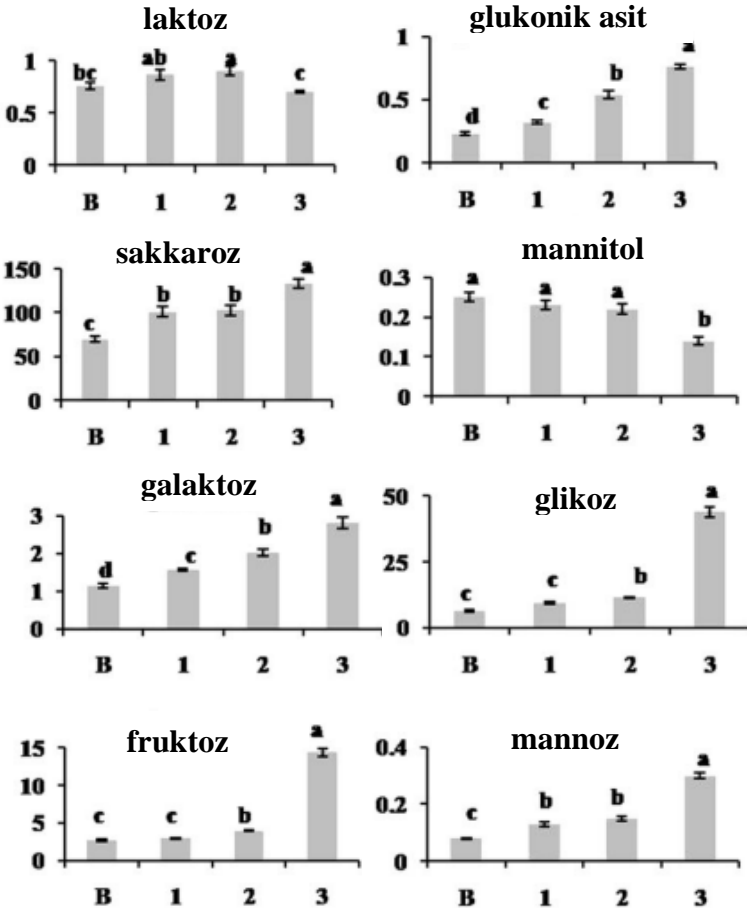 laktoz
1
0.5
0
bc
ab
a
c
B 1 2 3
glukonik asit
1
0.5
0
d
c
b
a
B 1 2 3
sakkaroz
150
100
50
0
c
b
b
a
B 1 2 3
mannitol
0.3
0.2
0.1
0
a
a
a
b
B 1 2 3
galaktoz
3
2
1
0
d
c
b
a
B 1 2 3
glikoz
50
25
0
c
c
b
a
B 1 2 3
fruktoz
15
10
5
0
c
c
b
a
B 1 2 3
mannoz
0.4
0.2
0
c
b
b
a
B 1 2 3